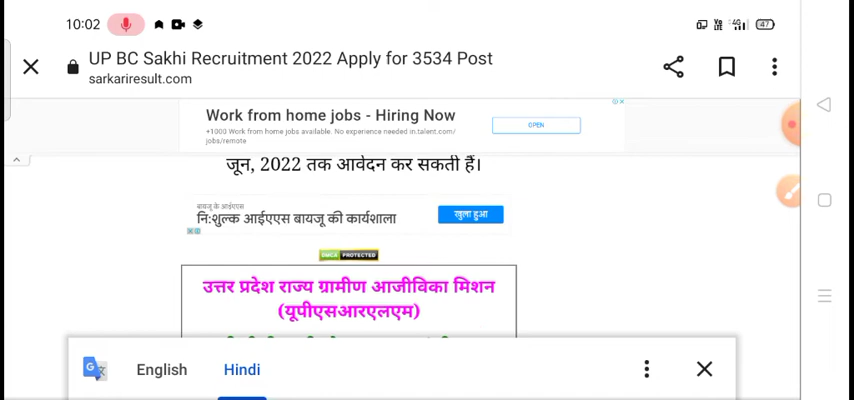 10:02
47
UP BC Sakhi Recruitment 2022 Apply for 3534 Post
sarkariresult.com
Work from home jobs - Hiring Now
+1000 Work from home jobs available. No experience needed in.talent.com/
jobs/remote
OPEN
जून, 2022 तक आवेदन कर सकती हैं।
बायजू के आईएएस
नि:शुल्क आईएएस बायजू की कार्यशाला
खुला हुआ
DMCA PROTECTED
उत्तर प्रदेश राज्य ग्रामीण आजीविका मिशन
(यूपीएसआरएलएम)
English
Hindi